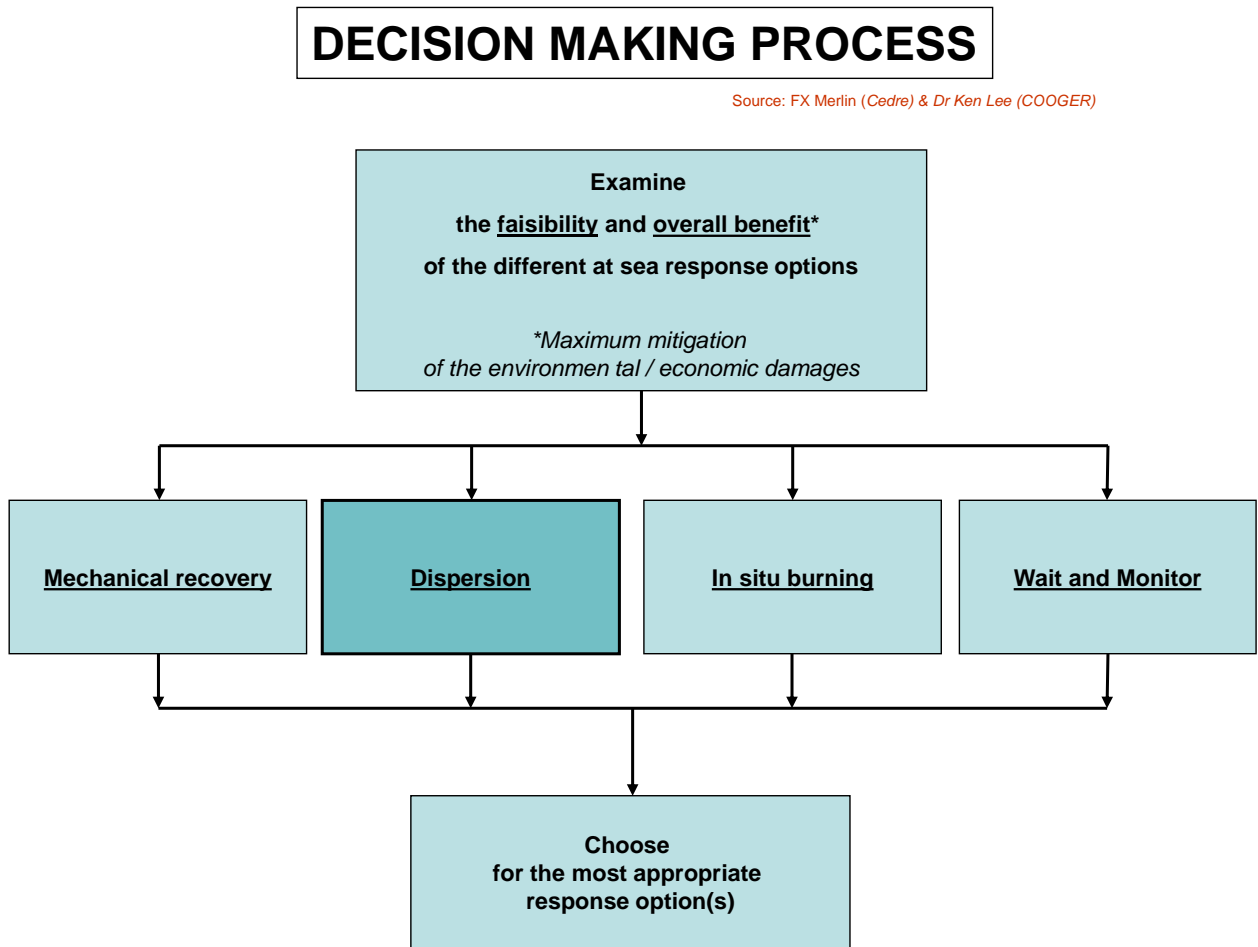 DECISION MAKING PROCESS
Source: FX Merlin (Cedre) & Dr Ken Lee (COOGER)
Examine
the faisibility and overall benefit*
of the different at sea response options
*Maximum mitigation
of the environmen tal / economic damages
Mechanical recovery
Dispersion
In situ burning
Wait and Monitor
Choose
for the most appropriate
response option(s)